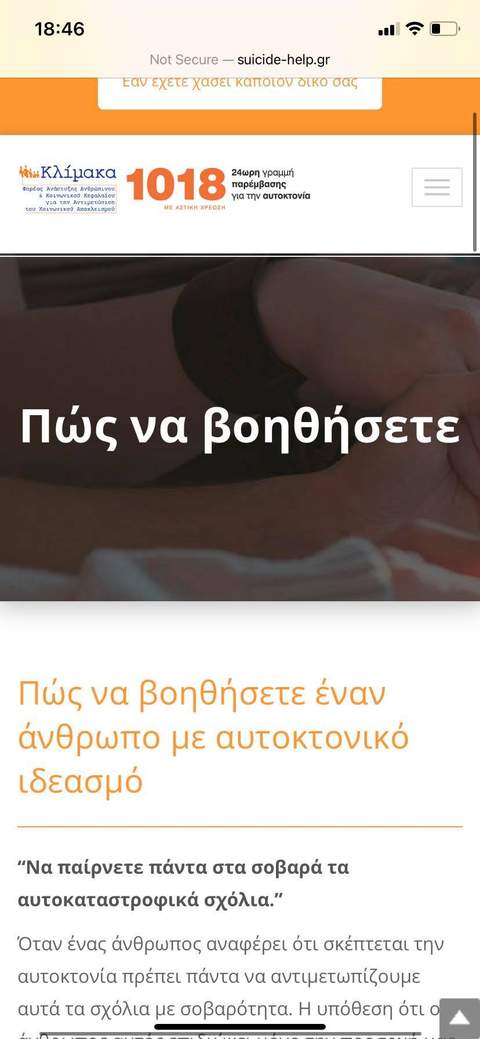 18:46
Not Secure — suicide-help.gr
Εάν έχετε χάσει κάποιον δικό σας
Κλίμακα
Φορέας Ανάπτυξης Ανθρώπινου
& Κοινωνικού Κεφαλαίου
για την Αντιμετώπιση
του Κοινωνικού Αποκλεισμού
1018
ΜΕ ΑΣΤΙΚΗ ΧΡΕΩΣΗ
24ωρη γραμμή
παρέμβασης
για την αυτοκτονία
Πώς να βοηθήσετε
Πώς να βοηθήσετε έναν
άνθρωπο με αυτοκτονικό
ιδεασμό
“Να παίρνετε πάντα στα σοβαρά τα
αυτοκαταστροφικά σχόλια.”
Όταν ένας άνθρωπος αναφέρει ότι σκέπτεται την
αυτοκτονία πρέπει πάντα να αντιμετωπίζουμε
αυτά τα σχόλια με σοβαρότητα. Η υπόθεση ότι ο